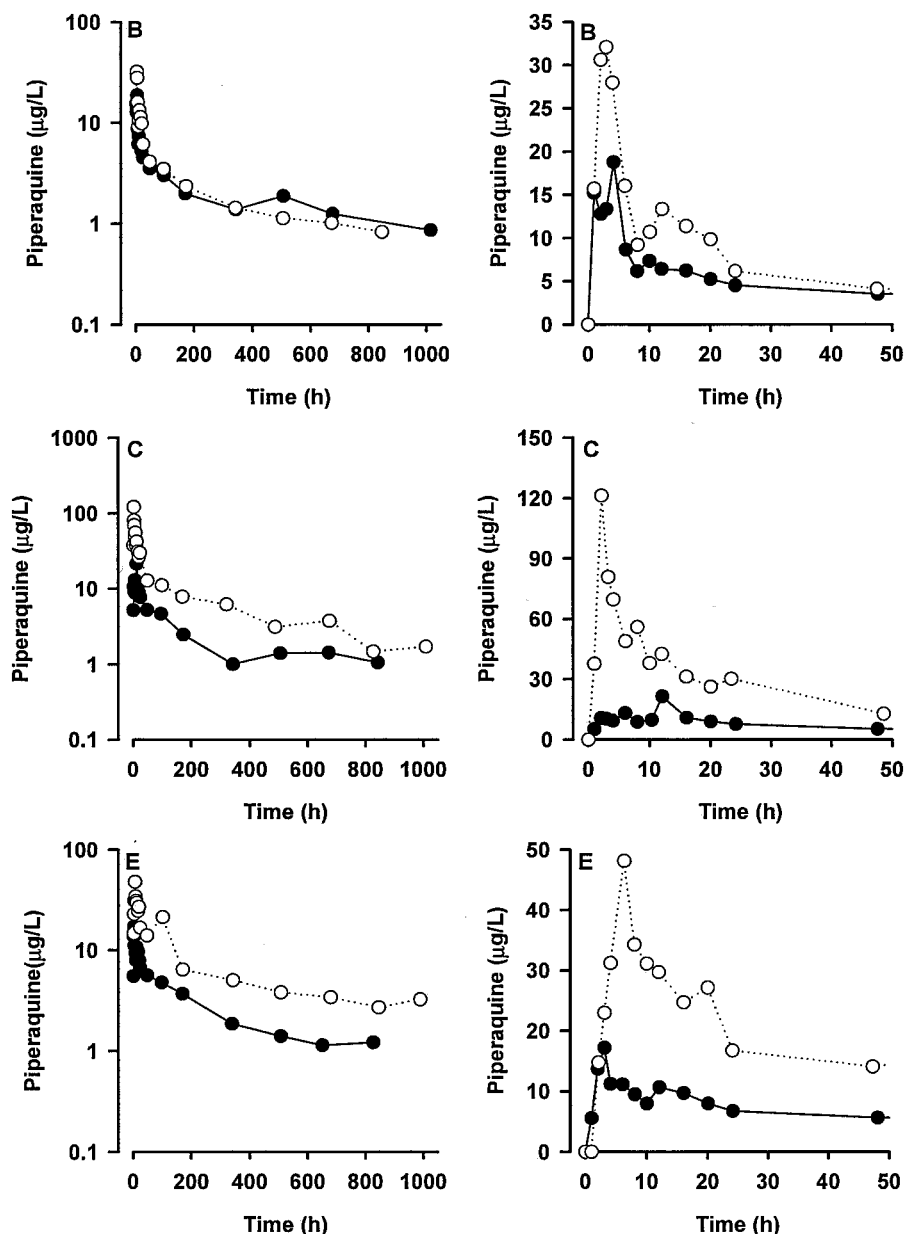 B
Piperaquine (µg/L)
100
10
1
0.1
0 200 400 600 800 1000
Time (h)
B
Piperaquine (µg/L)
35
30
25
20
15
10
5
0
0 10 20 30 40 50
Time (h)
C
Piperaquine (µg/L)
1000
100
10
1
0.1
0 200 400 600 800 1000
Time (h)
C
Piperaquine (µg/L)
150
120
90
60
30
0
0 10 20 30 40 50
Time (h)
E
Piperaquine(µg/L)
100
10
1
0.1
0 200 400 600 800 1000
Time (h)
E
Piperaquine (µg/L)
50
40
30
20
10
0
0 10 20 30 40 50
Time (h)